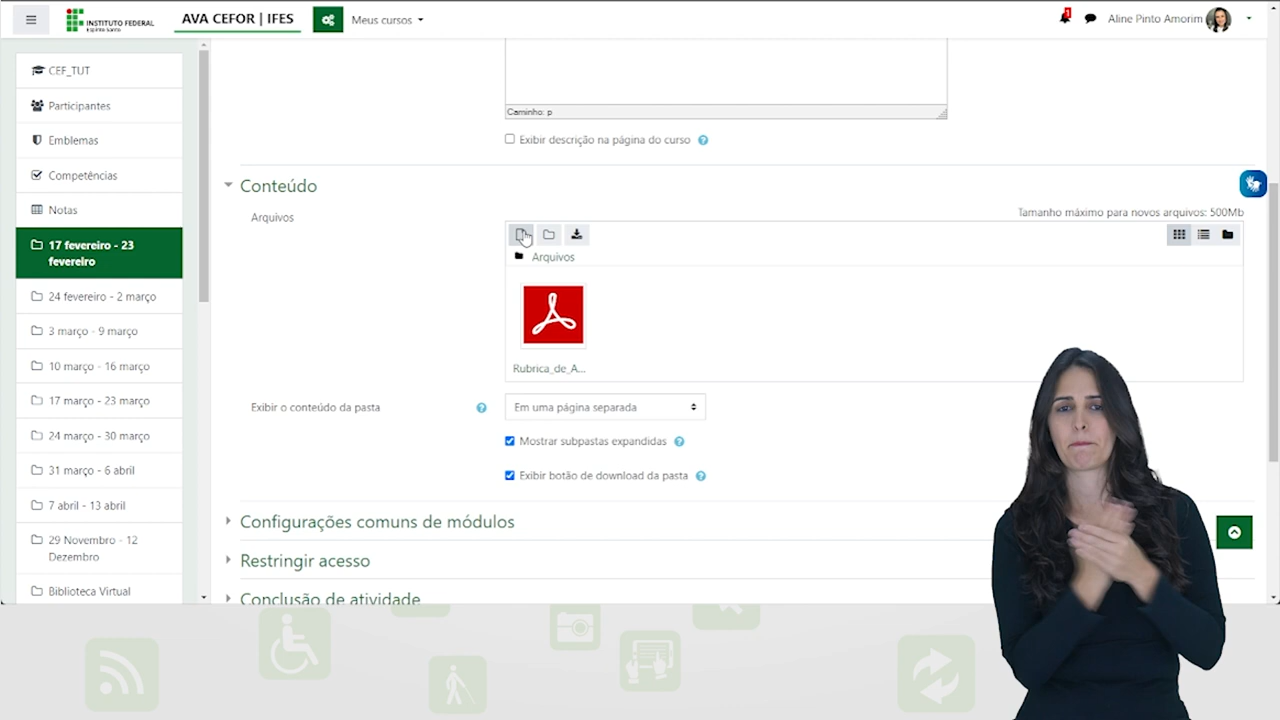 INSTITUTO FEDERAL
Espírito Santo
AVA CEFOR | IFES
Meus cursos
1
Aline Pinto Amorim
CEF_TUT
Participantes
Emblemas
Competências
Notas
17 fevereiro - 23
fevereiro
24 fevereiro - 2 março
3 março - 9 março
10 março - 16 março
17 março - 23 março
24 março - 30 março
31 março - 6 abril
7 abril - 13 abril
29 Novembro - 12
Dezembro
Biblioteca Virtual
Caminho: p
Exibir descrição na página do curso
Conteúdo
Arquivos
Tamanho máximo para novos arquivos: 500Mb
Arquivos
Rubrica_de_A...
Exibir o conteúdo da pasta
Em uma página separada
Mostrar subpastas expandidas
Exibir botão de download da pasta
Configurações comuns de módulos
Restringir acesso
Conclusão de atividade